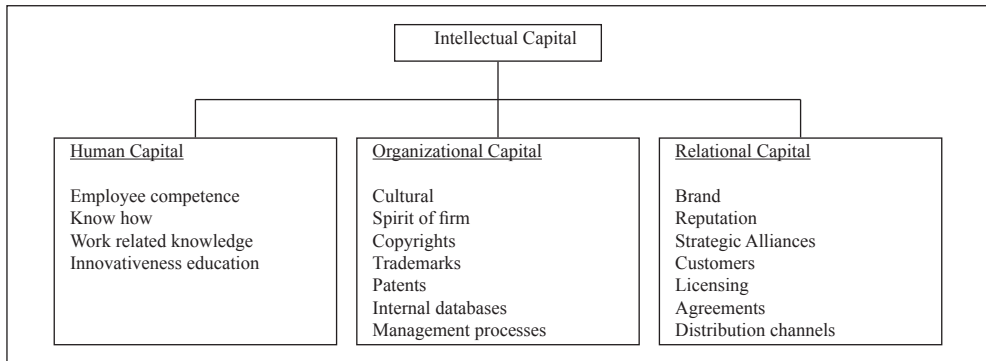 Intellectual Capital
Human Capital
Employee competence
Know how
Work related knowledge
Innovativeness education
Organizational Capital
Cultural
Spirit of firm
Copyrights
Trademarks
Patents
Internal databases
Management processes
Relational Capital
Brand
Reputation
Strategic Alliances
Customers
Licensing
Agreements
Distribution channels